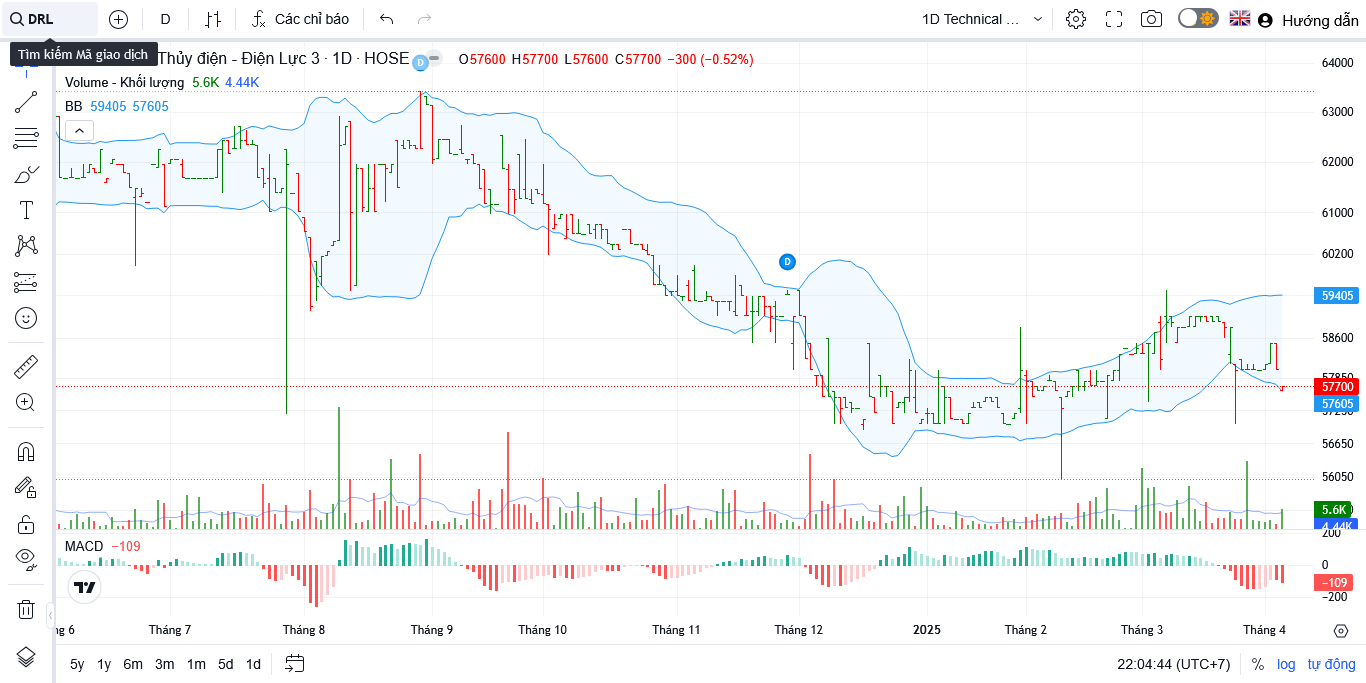 DRL
D
Các chỉ báo
1D Technical ...
Hướng dẫn
Tìm kiếm Mã giao dịch
Thủy điện - Điện Lực 3 · 1D · HOSE
D
O57600 H57700 L57600 C57700 −300 (−0.52%)
Volume - Khối lượng 5.6K 4.44K
BB 59405 57605
D
64000
63000
62000
61000
60200
59405
58600
57850
57700
57605
57250
56650
56050
5.6K
4.44K
MACD −109
200
0
−109
−200
ng 6
Tháng 7
Tháng 8
Tháng 9
Tháng 10
Tháng 11
Tháng 12
2025
Tháng 2
Tháng 3
Tháng 4
5y 1y 6m 3m 1m 5d 1d
22:04:44 (UTC+7)
% log tự động